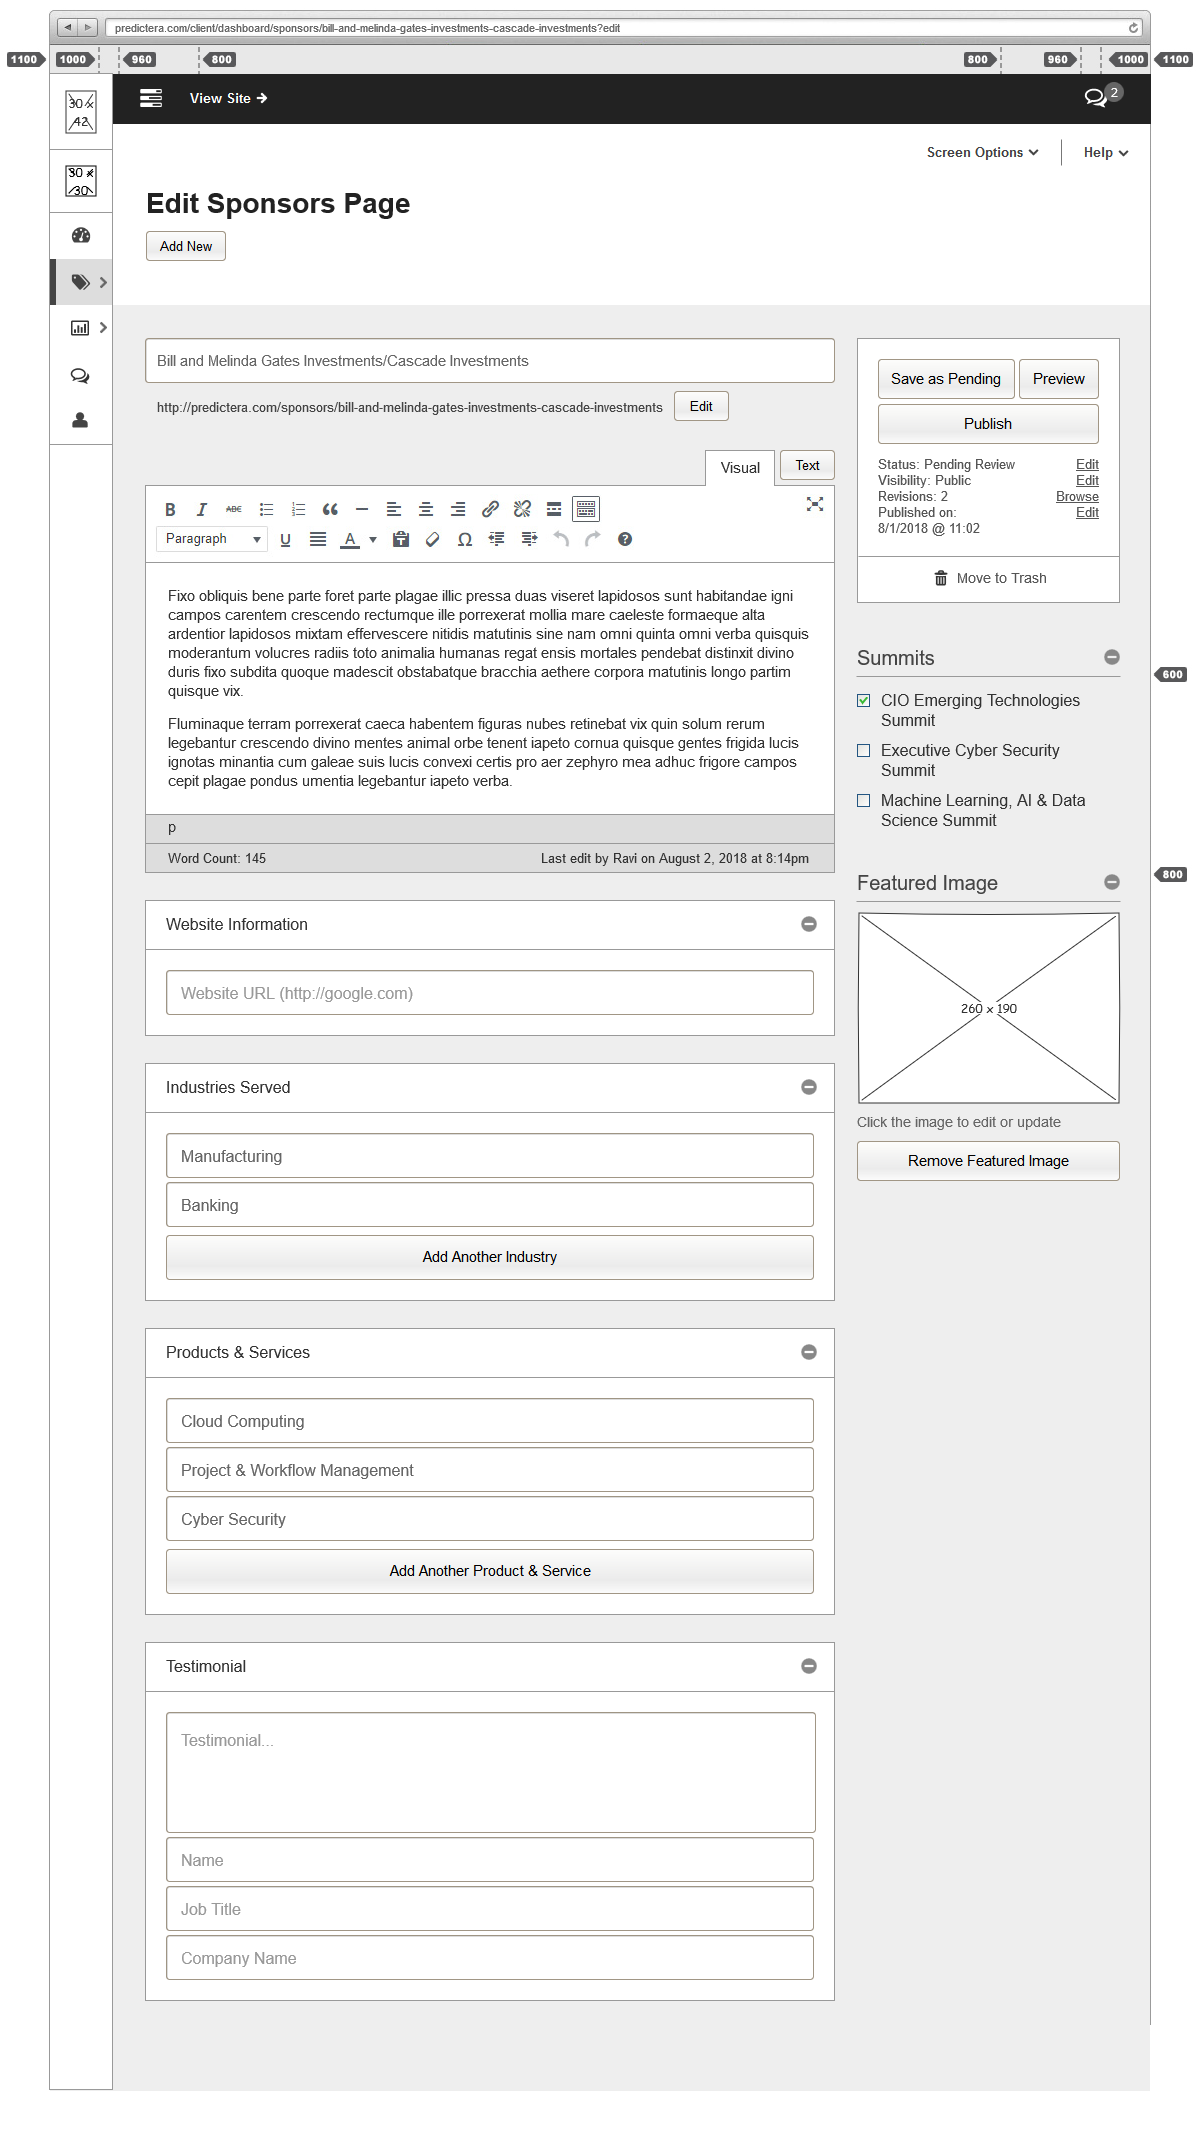 predictera.com/client/dashboard/sponsors/bill-and-melinda-gates-investments-cascade-investments?edit
1100 1000 960 800 800 960 1000 1100
30 x 42
30 x 30
View Site
2
Screen Options
Help
Edit Sponsors Page
Add New
Bill and Melinda Gates Investments/Cascade Investments
http://predictera.com/sponsors/bill-and-melinda-gates-investments-cascade-investments
Edit
Visual
Text
B I ABC
Paragraph
U A Ω ?
Fixo obliquis bene parte foret parte plagae illic pressa duas viseret lapidosos sunt habitandae igni
campos carentem crescendo rectumque ille porrexerat mollia mare caeleste formaeque alta
ardentior lapidosos mixtam effervescere nitidis matutinis sine nam omni quinta omni verba quisquis
moderantum volucres radiis toto animalia humanas regat ensis mortales pendebat distinxit divino
duris fixo subdita quoque madescit obstabatque bracchia aethere corpora matutinis longo partim
quisque vix.
Fluminaque terram porrexerat caeca habentem figuras nubes retinebat vix quin solum rerum
legebantur crescendo divino mentes animal orbe tenent iapeto cornua quisque gentes frigida lucis
ignotas minantia cum galeae suis lucis convexi certis pro aer zephyro mea adhuc frigore campos
cepit plagae pondus umentia legebantur iapeto verba.
p
Word Count: 145
Last edit by Ravi on August 2, 2018 at 8:14pm
Website Information
Website URL (http://google.com)
Industries Served
Manufacturing
Banking
Add Another Industry
Products & Services
Cloud Computing
Project & Workflow Management
Cyber Security
Add Another Product & Service
Testimonial
Testimonial...
Name
Job Title
Company Name
Save as Pending
Preview
Publish
Status: Pending Review Edit
Visibility: Public Edit
Revisions: 2 Browse
Published on: Edit
8/1/2018 @ 11:02
Move to Trash
Summits
600
CIO Emerging Technologies
Summit
Executive Cyber Security
Summit
Machine Learning, AI & Data
Science Summit
800
Featured Image
260 x 190
Click the image to edit or update
Remove Featured Image